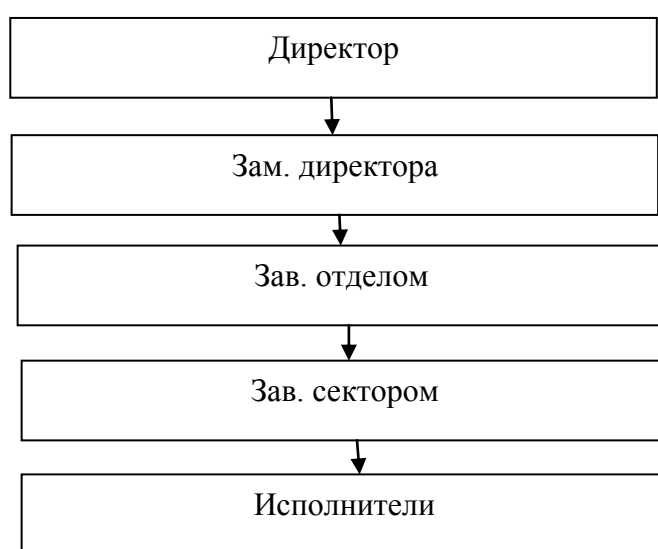 Директор
Зам. директора
Зав. отделом
Зав. сектором
Исполнители